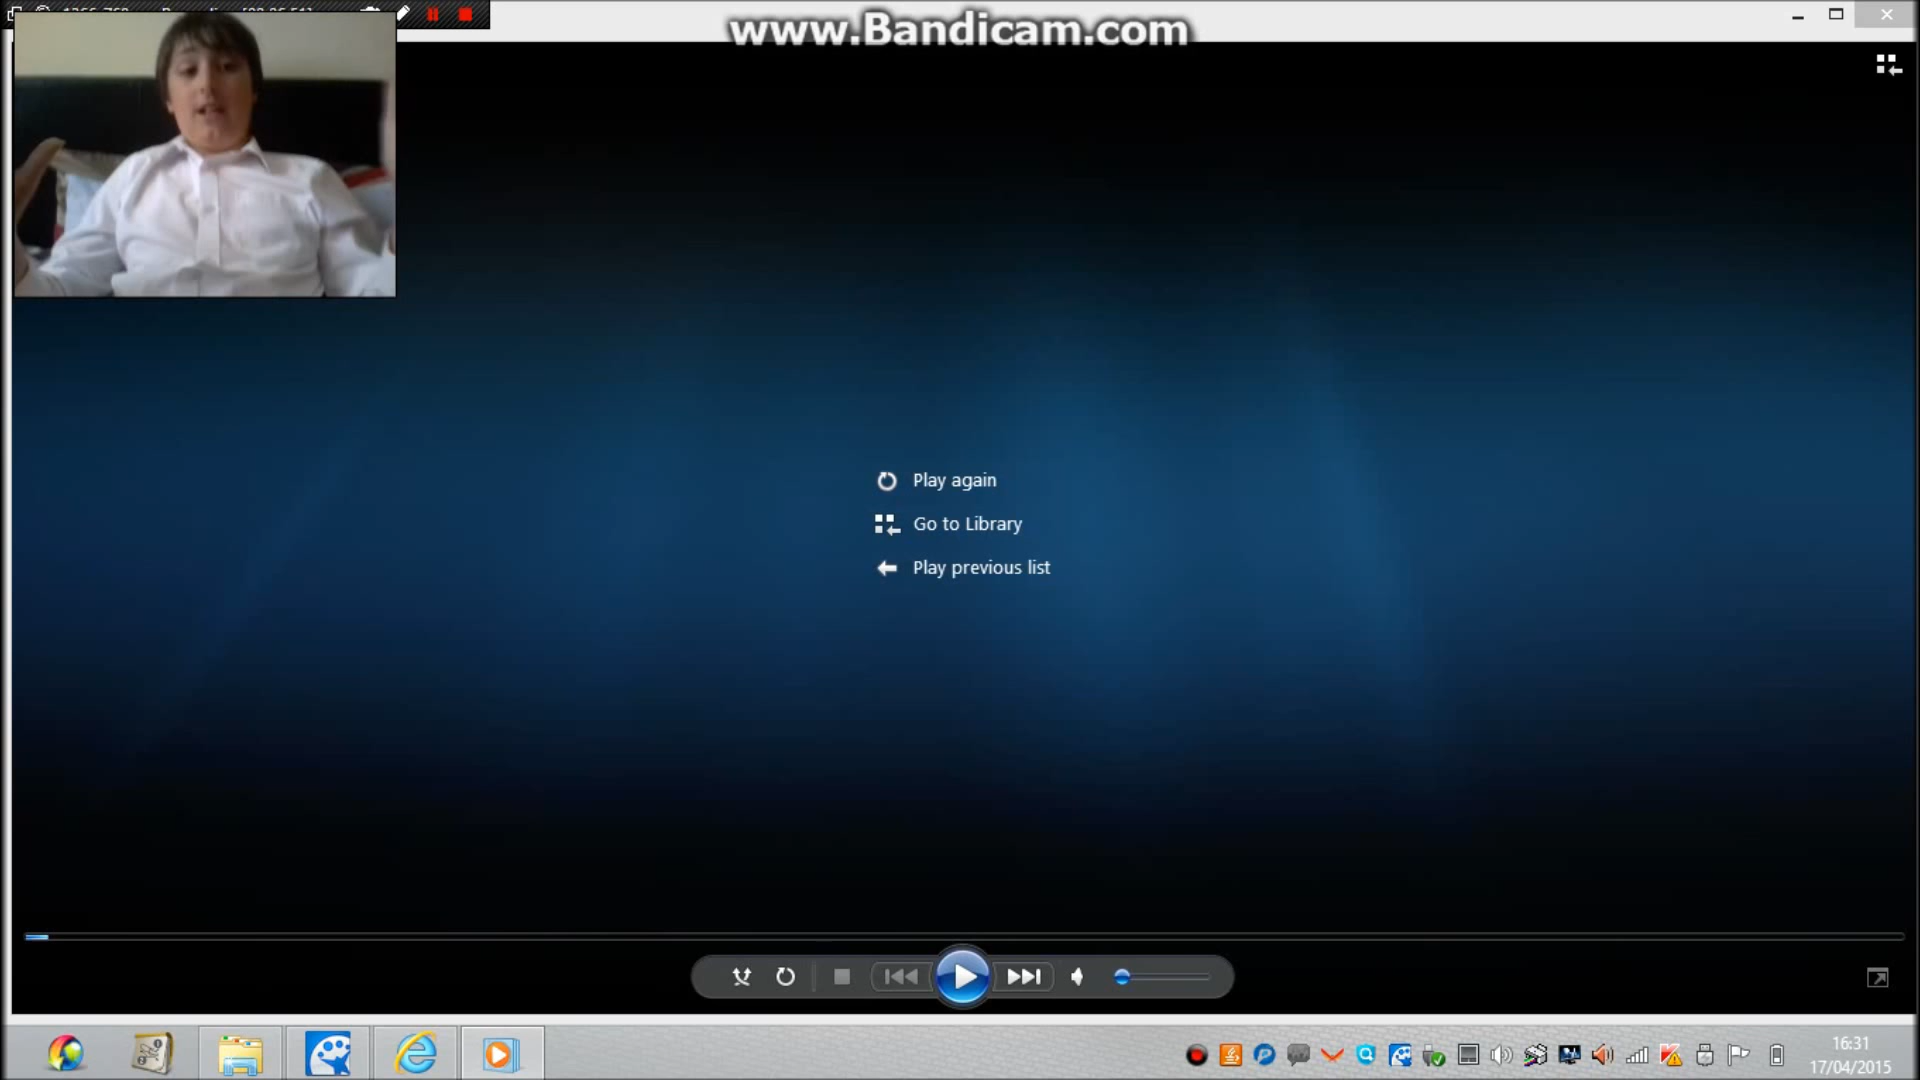 www.Bandicam.com
Play again
Go to Library
Play previous list
16:31
17/04/2015